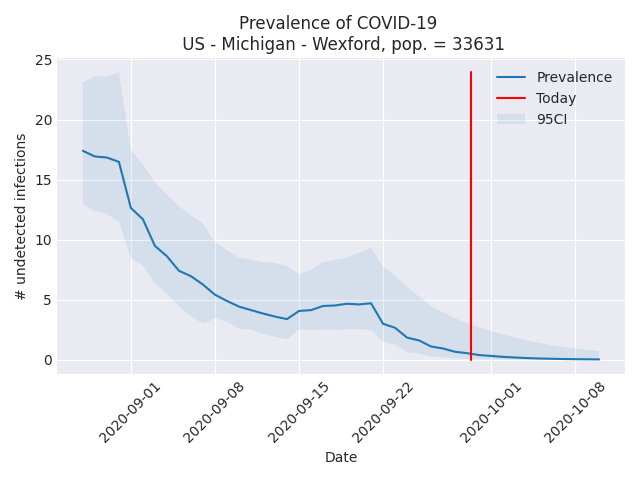 Prevalence of COVID-19
US - Michigan - Wexford, pop. = 33631
25
20
15
10
5
0
# undetected infections
Prevalence
Today
95CI
2020-09-01
2020-09-08
2020-09-15
2020-09-22
2020-10-01
2020-10-08
Date